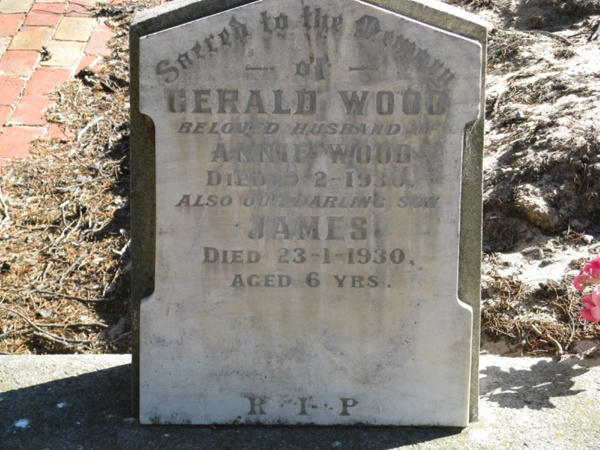 Sacred to the Memory
— of —
GERALD WOOD
BELOVED HUSBAND OF
ANNIE WOOD
DIED 5-2-1930.
ALSO OUR DARLING SON
JAMES
DIED 23-1-1930,
AGED 6 YRS.
R · I · P